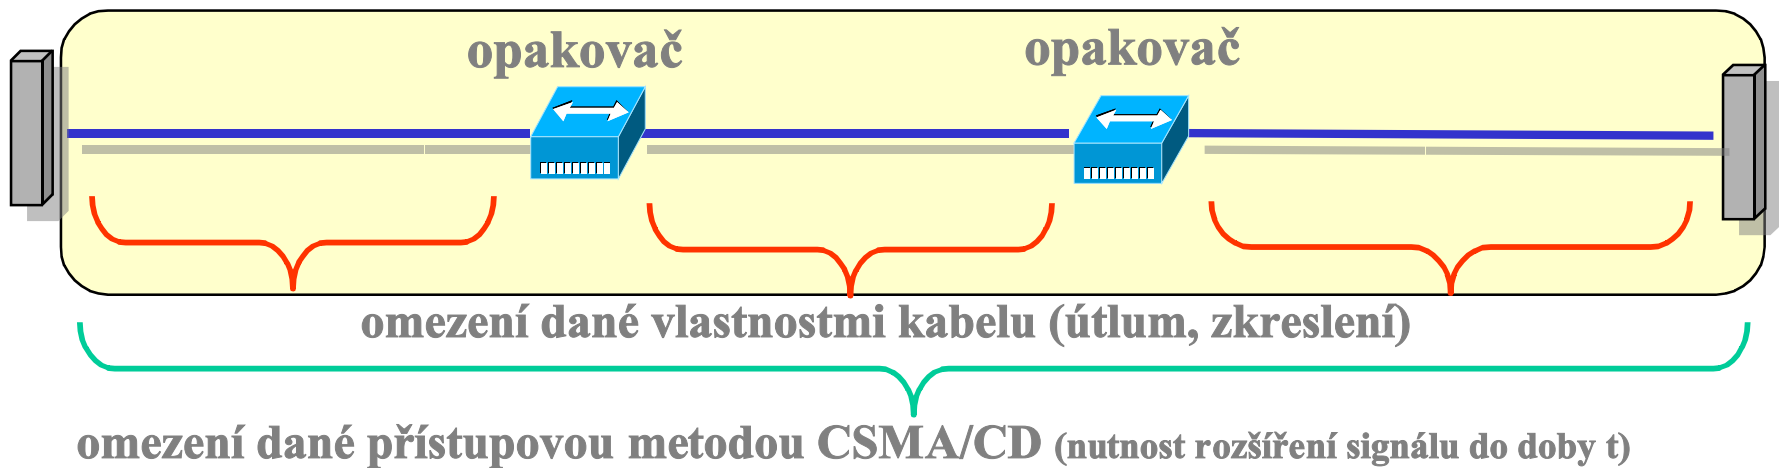 opakovač
opakovač
omezení dané vlastnostmi kabelu (útlum, zkreslení)
omezení dané přístupovou metodou CSMA/CD (nutnost rozšíření signálu do doby t)